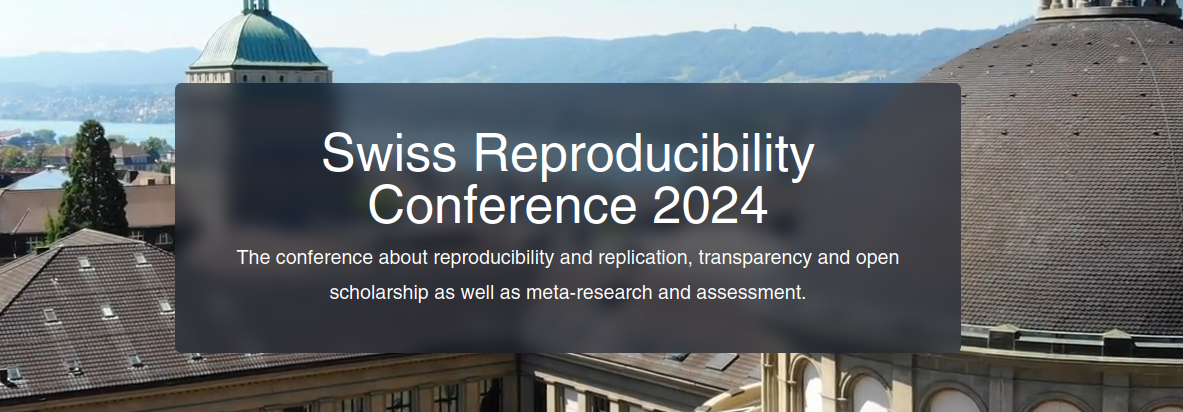 Swiss Reproducibility
Conference 2024
The conference about reproducibility and replication, transparency and open
scholarship as well as meta-research and assessment.